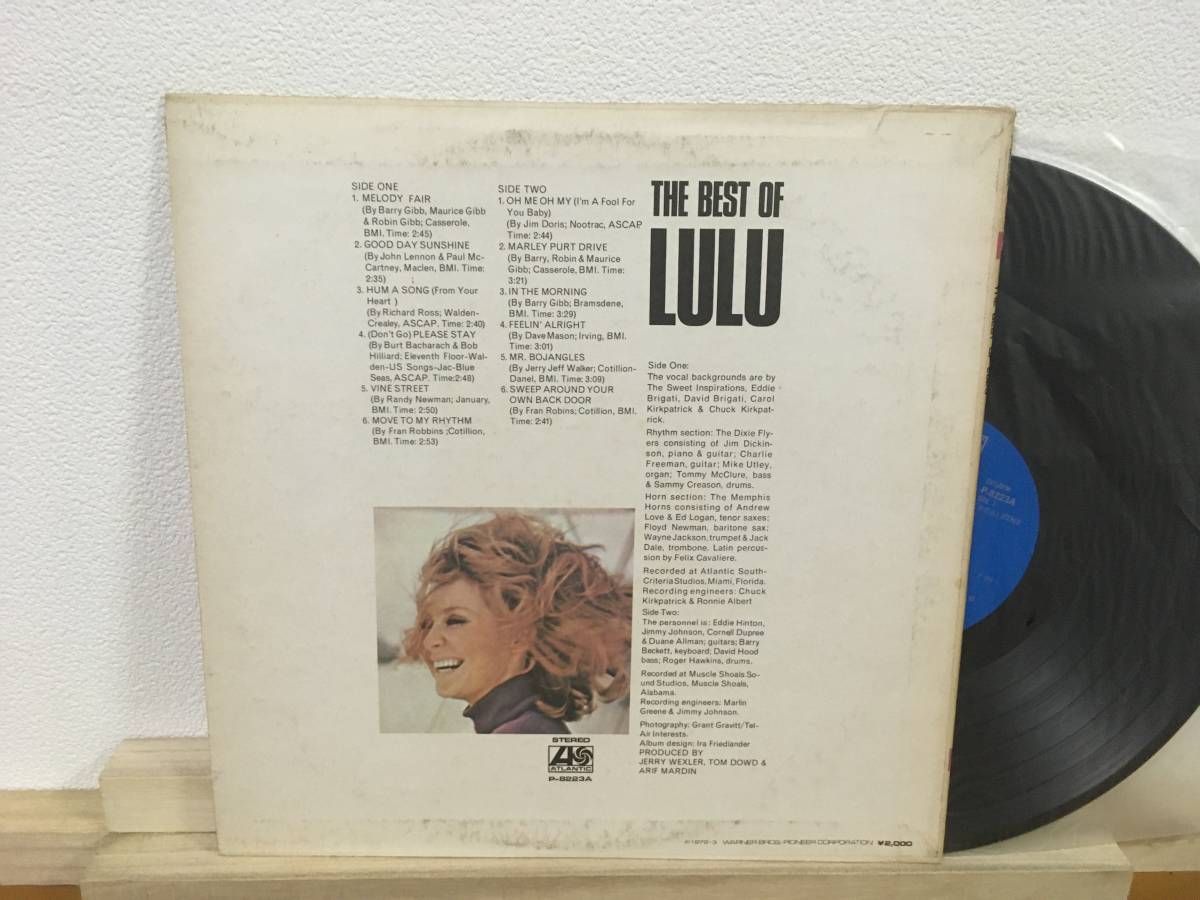 SIDE ONE
1. MELODY FAIR
(By Barry Gibb, Maurice Gibb
& Robin Gibb; Casserole,
BMI. Time: 2:45)
2. GOOD DAY SUNSHINE
(By John Lennon & Paul Mc-
Cartney, Maclen, BMI. Time:
2:35)
3. HUM A SONG (From Your
Heart )
(By Richard Ross; Walden-
Crealey, ASCAP. Time: 2:40)
4. (Don't Go) PLEASE STAY
(By Burt Bacharach & Bob
Hilliard; Eleventh Floor-Wal-
den-US Songs-Jac-Blue
Seas, ASCAP. Time:2:48)
5. VINE STREET
(By Randy Newman; January,
BMI. Time: 2:50)
6. MOVE TO MY RHYTHM
(By Fran Robbins ;Cotillion,
BMI. Time: 2:53)
SIDE TWO
1. OH ME OH MY (I'm A Fool For
You Baby)
(By Jim Doris; Nootrac, ASCAP
Time: 2:44)
2. MARLEY PURT DRIVE
(By Barry, Robin & Maurice
Gibb; Casserole, BMI. Time:
3:21)
3. IN THE MORNING
(By Barry Gibb; Bramsdene,
BMI. Time: 3:29)
4. FEELIN' ALRIGHT
(By Dave Mason; Irving, BMI.
Time: 3:01)
5. MR. BOJANGLES
(By Jerry Jeff Walker; Cotillion-
Danel, BMI. Time: 3:09)
6. SWEEP AROUND YOUR
OWN BACK DOOR
(By Fran Robins; Cotillion, BMI.
Time: 2:41)
THE BEST OF
LULU
Side One:
The vocal backgrounds are by
The Sweet Inspirations, Eddie
Brigati, David Brigati, Carol
Kirkpatrick & Chuck Kirkpat-
rick.
Rhythm section: The Dixie Fly-
ers consisting of Jim Dickin-
son, piano & guitar; Charlie
Freeman, guitar; Mike Utley,
organ; Tommy McClure, bass
& Sammy Creason, drums.
Horn section: The Memphis
Horns consisting of Andrew
Love & Ed Logan, tenor saxes;
Floyd Newman, baritone sax;
Wayne Jackson, trumpet & Jack
Dale, trombone. Latin percus-
sion by Felix Cavaliere.
Recorded at Atlantic South-
Criteria Studios, Miami, Florida.
Recording engineers: Chuck
Kirkpatrick & Ronnie Albert
Side Two:
The personnel is: Eddie Hinton,
Jimmy Johnson, Cornell Dupree
& Duane Allman; guitars; Barry
Beckett, keyboard; David Hood
bass; Roger Hawkins, drums.
Recorded at Muscle Shoals So-
und Studios, Muscle Shoals,
Alabama.
Recording engineers: Marlin
Greene & Jimmy Johnson.
Photography: Grant Gravitt/Tel-
Air Interests.
Album design: Ira Friedlander
PRODUCED BY
JERRY WEXLER, TOM DOWD &
ARIF MARDIN
STEREO
ATLANTIC
P-8223A
WARNER BROS. PIONEER CORPORATION ¥2,000
P-8223A